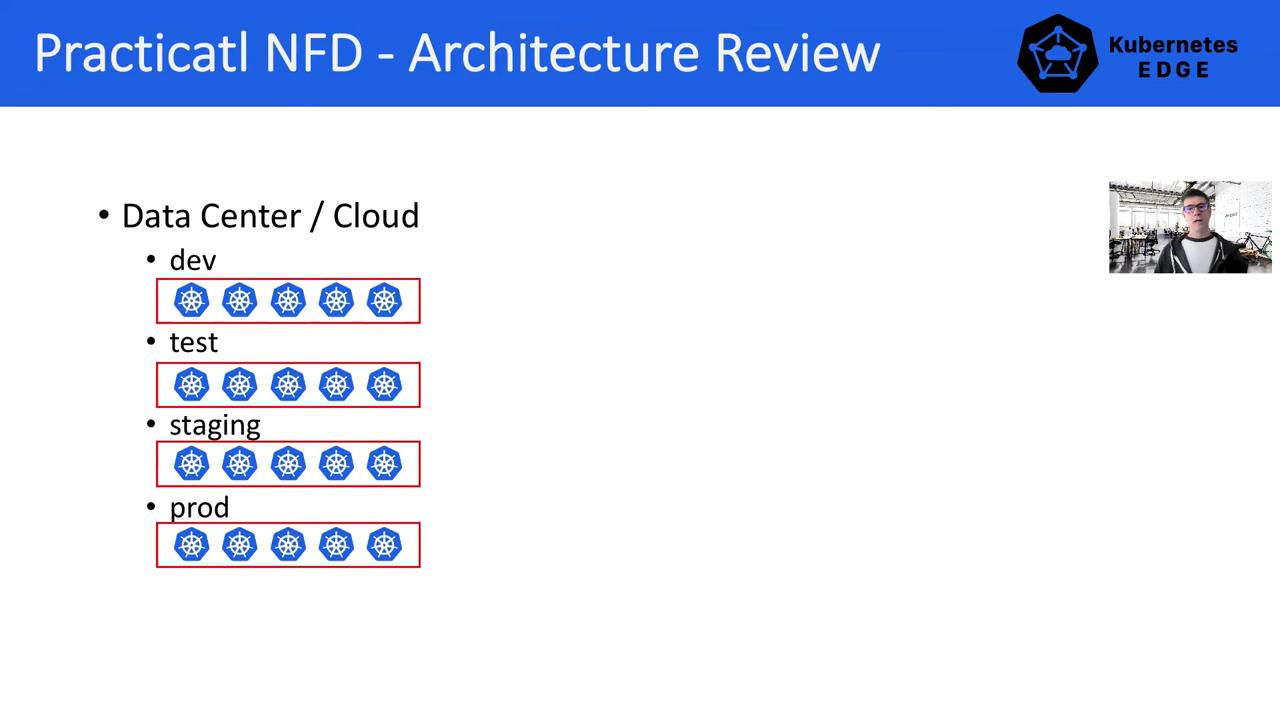 Practicatl NFD - Architecture Review
Kubernetes
EDGE
• Data Center / Cloud
• dev
• test
• staging
• prod